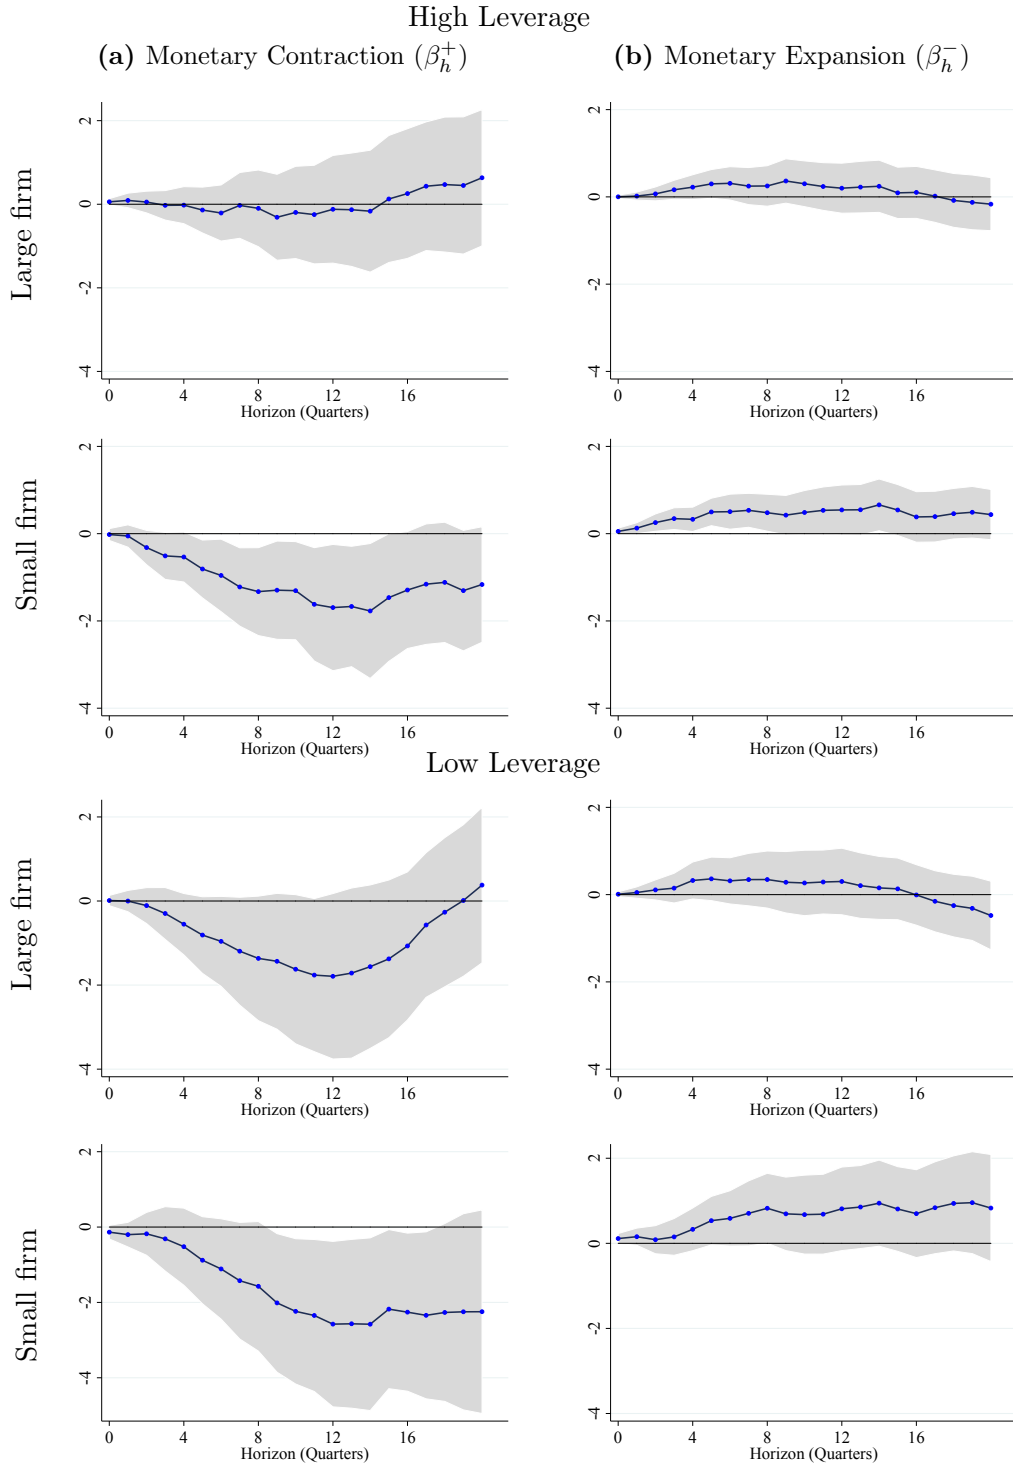 High Leverage
(a) Monetary Contraction (β_h^+)
(b) Monetary Expansion (β_h^-)
Large firm
2
0
-2
-4
0 4 8 12 16
Horizon (Quarters)
2
0
-2
-4
0 4 8 12 16
Horizon (Quarters)
Small firm
2
0
-2
-4
0 4 8 12 16
Horizon (Quarters)
2
0
-2
-4
0 4 8 12 16
Horizon (Quarters)
Low Leverage
Large firm
2
0
-2
-4
0 4 8 12 16
Horizon (Quarters)
2
0
-2
-4
0 4 8 12 16
Horizon (Quarters)
Small firm
2
0
-2
-4
0 4 8 12 16
Horizon (Quarters)
2
0
-2
-4
0 4 8 12 16
Horizon (Quarters)